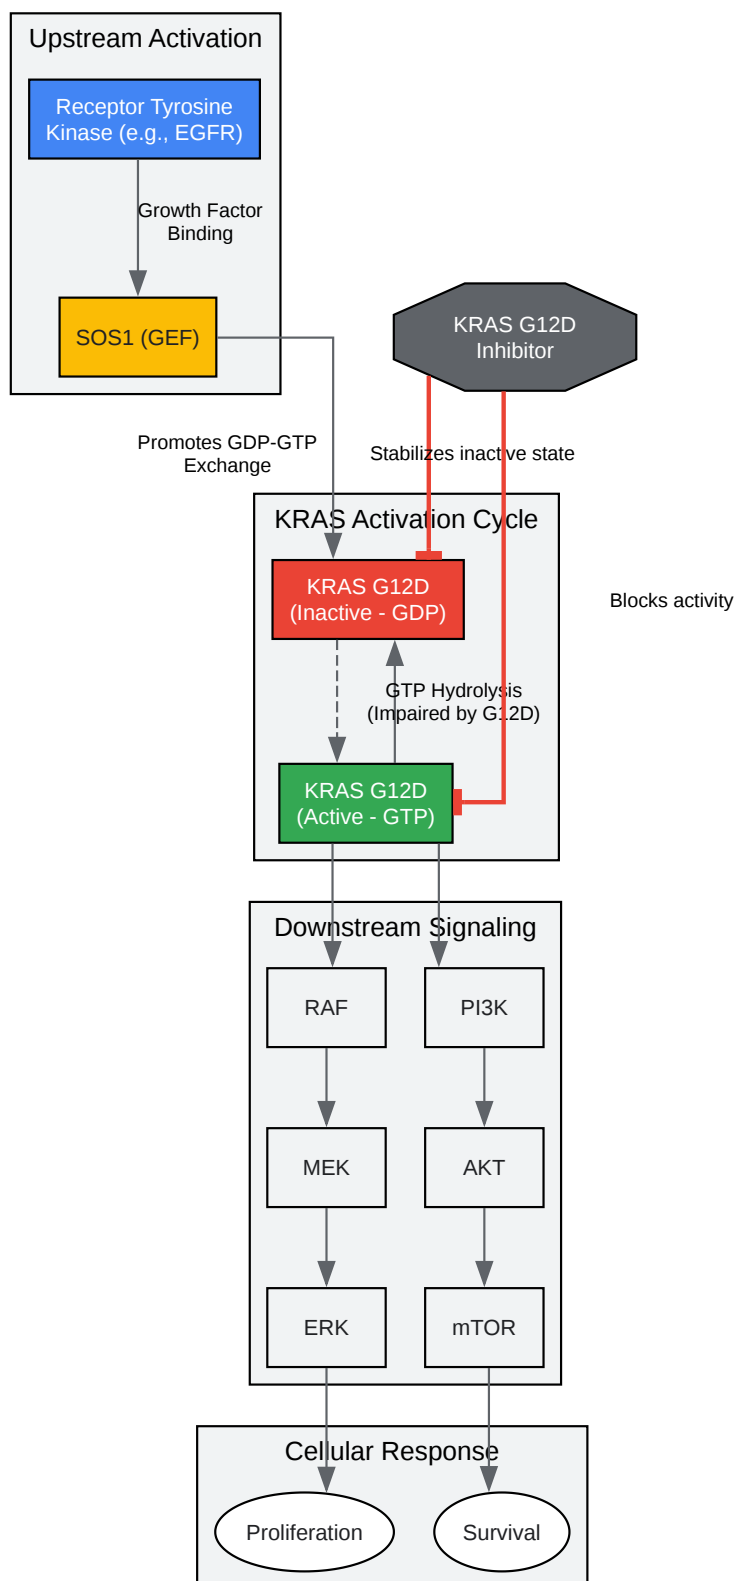 Upstream Activation
Receptor Tyrosine
Kinase (e.g., EGFR)
Growth Factor
Binding
SOS1 (GEF)
KRAS G12D
Inhibitor
Promotes GDP-GTP
Exchange
Stabilizes inactive state
KRAS Activation Cycle
KRAS G12D
(Inactive - GDP)
Blocks activity
GTP Hydrolysis
(Impaired by G12D)
KRAS G12D
(Active - GTP)
Downstream Signaling
RAF
PI3K
MEK
AKT
ERK
mTOR
Cellular Response
Proliferation
Survival